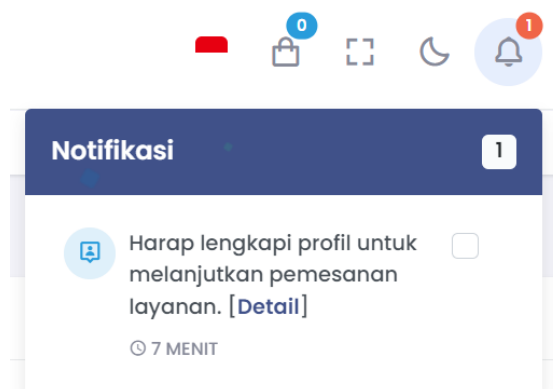 0
1
Notifikasi
1
Harap lengkapi profil untuk
melanjutkan pemesanan
layanan. [Detail]
7 MENIT